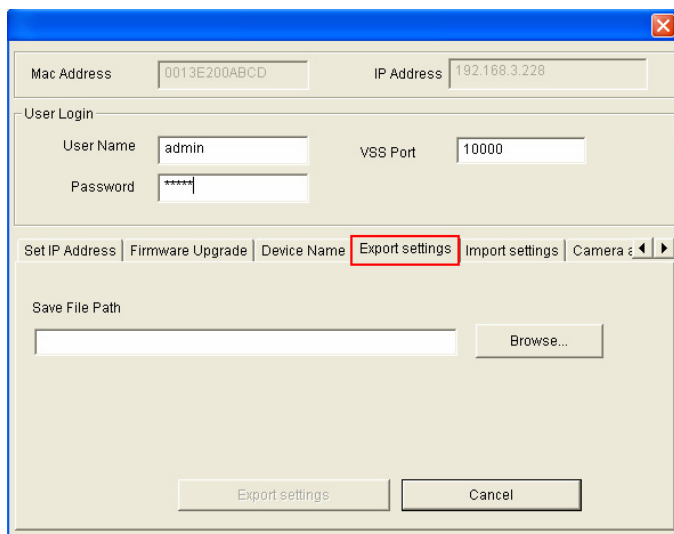 Mac Address 0013E200ABCD IP Address 192.168.3.228
User Login
User Name admin VSS Port 10000
Password *****
Set IP Address Firmware Upgrade Device Name Export settings Import settings Camera a
Save File Path
Browse...
Export settings Cancel